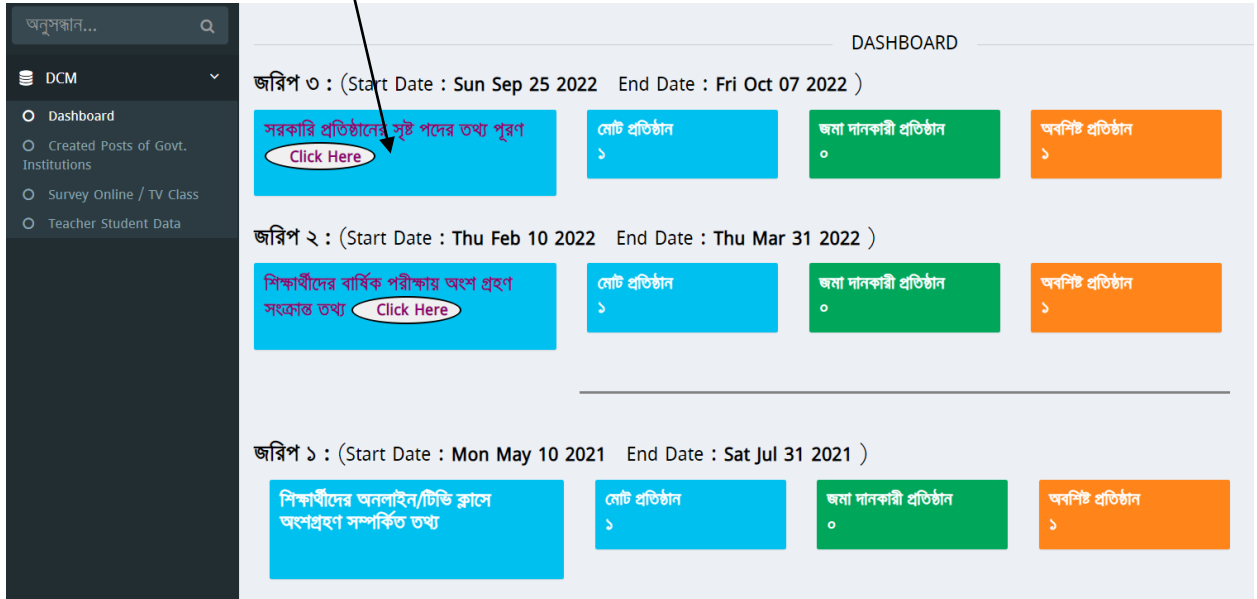 অনুসন্ধান...
DCM
Dashboard
Created Posts of Govt.
Institutions
Survey Online / TV Class
Teacher Student Data
DASHBOARD
জরিপ ৩ : (Start Date : Sun Sep 25 2022 End Date : Fri Oct 07 2022 )
সরকারি প্রতিষ্ঠানের সৃষ্ট পদের তথ্য পূরণ
Click Here
মোট প্রতিষ্ঠান
১
জমা দানকারী প্রতিষ্ঠান
০
অবশিষ্ট প্রতিষ্ঠান
১
জরিপ ২ : (Start Date : Thu Feb 10 2022 End Date : Thu Mar 31 2022 )
শিক্ষার্থীদের বার্ষিক পরীক্ষায় অংশ গ্রহণ
সংক্রান্ত তথ্য Click Here
মোট প্রতিষ্ঠান
১
জমা দানকারী প্রতিষ্ঠান
০
অবশিষ্ট প্রতিষ্ঠান
১
জরিপ ১ : (Start Date : Mon May 10 2021 End Date : Sat Jul 31 2021 )
শিক্ষার্থীদের অনলাইন/টিভি ক্লাসে
অংশগ্রহণ সম্পর্কিত তথ্য
মোট প্রতিষ্ঠান
১
জমা দানকারী প্রতিষ্ঠান
০
অবশিষ্ট প্রতিষ্ঠান
১